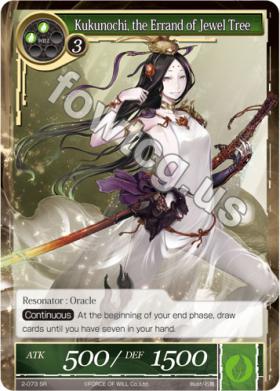 Kukunochi, the Errand of Jewel Tree
WILL
3
fowtcg-us
Resonator : Oracle
Continuous At the beginning of your end phase, draw
cards until you have seven in your hand.
ATK 500/ DEF 1500
2-073 SR ©FORCE OF WILL Co.,Ltd.